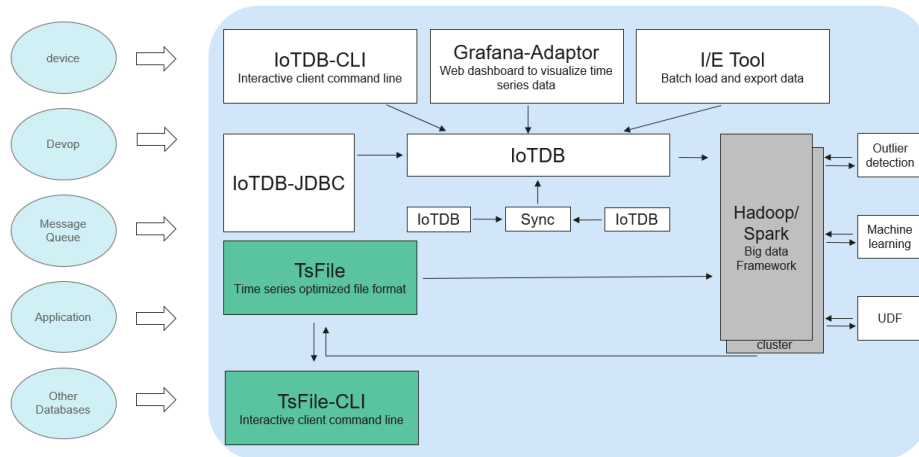 device
Devop
Message
Queue
Application
Other
Databases
IoTDB-CLI
Interactive client command line
Grafana-Adaptor
Web dashboard to visualize time
series data
I/E Tool
Batch load and export data
IoTDB-JDBC
IoTDB
IoTDB
Sync
IoTDB
TsFile
Time series optimized file format
TsFile-CLI
Interactive client command line
Hadoop/
Spark
Big data
Framework
cluster
Outlier
detection
Machine
learning
UDF